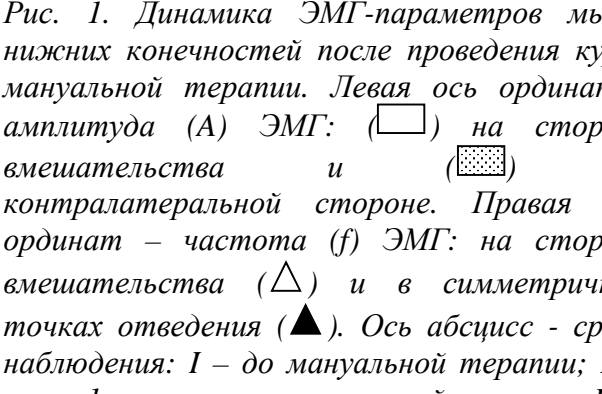 Рис. 1. Динамика ЭМГ-параметров мы
нижних конечностей после проведения ку
мануальной терапии. Левая ось ордина
амплитуда (А) ЭМГ: ( ) на стор
вмешательства и ( )
контралатеральной стороне. Правая
ординат – частота (f) ЭМГ: на стор
вмешательства (△) и в симметричн
точках отведения (▲). Ось абсцисс - ср
наблюдения: I – до мануальной терапии;